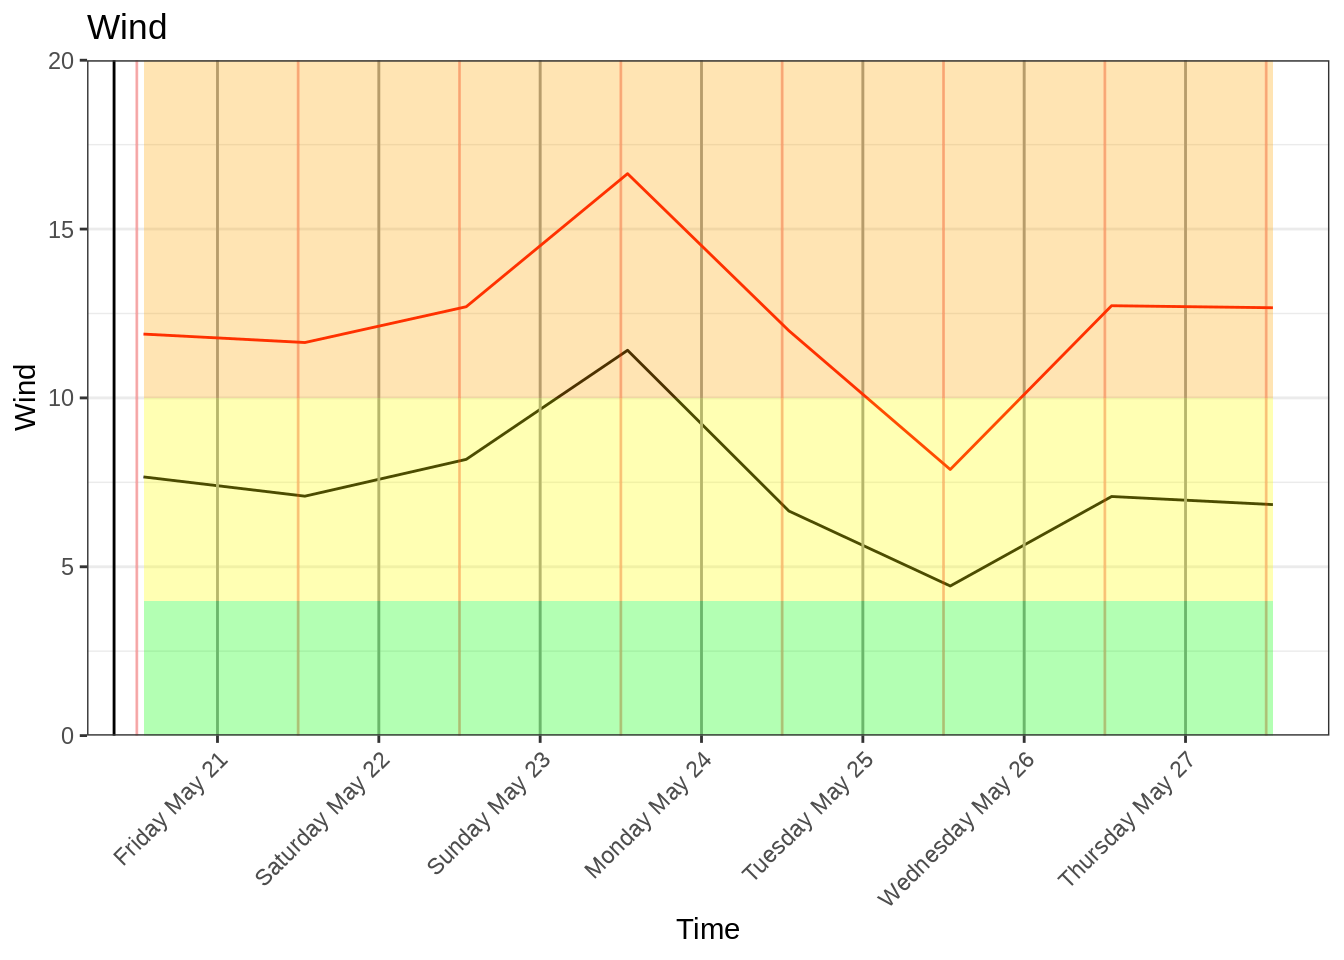 Wind
20
15
10
5
0
Wind
Friday May 21
Saturday May 22
Sunday May 23
Monday May 24
Tuesday May 25
Wednesday May 26
Thursday May 27
Time